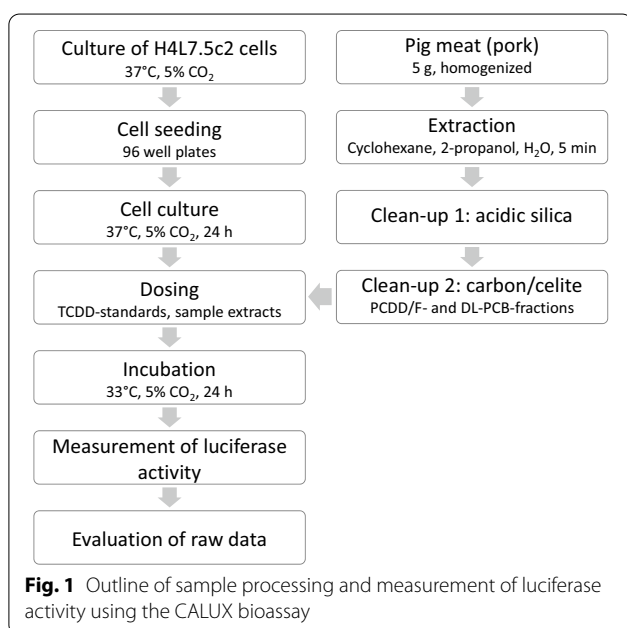 Culture of H4L7.5c2 cells
37°C, 5% CO₂
Cell seeding
96 well plates
Cell culture
37°C, 5% CO₂, 24 h
Dosing
TCDD-standards, sample extracts
Incubation
33°C, 5% CO₂, 24 h
Measurement of luciferase
activity
Evaluation of raw data
Pig meat (pork)
5 g, homogenized
Extraction
Cyclohexane, 2-propanol, H₂O, 5 min
Clean-up 1: acidic silica
Clean-up 2: carbon/celite
PCDD/F- and DL-PCB-fractions
Fig. 1 Outline of sample processing and measurement of luciferase
activity using the CALUX bioassay